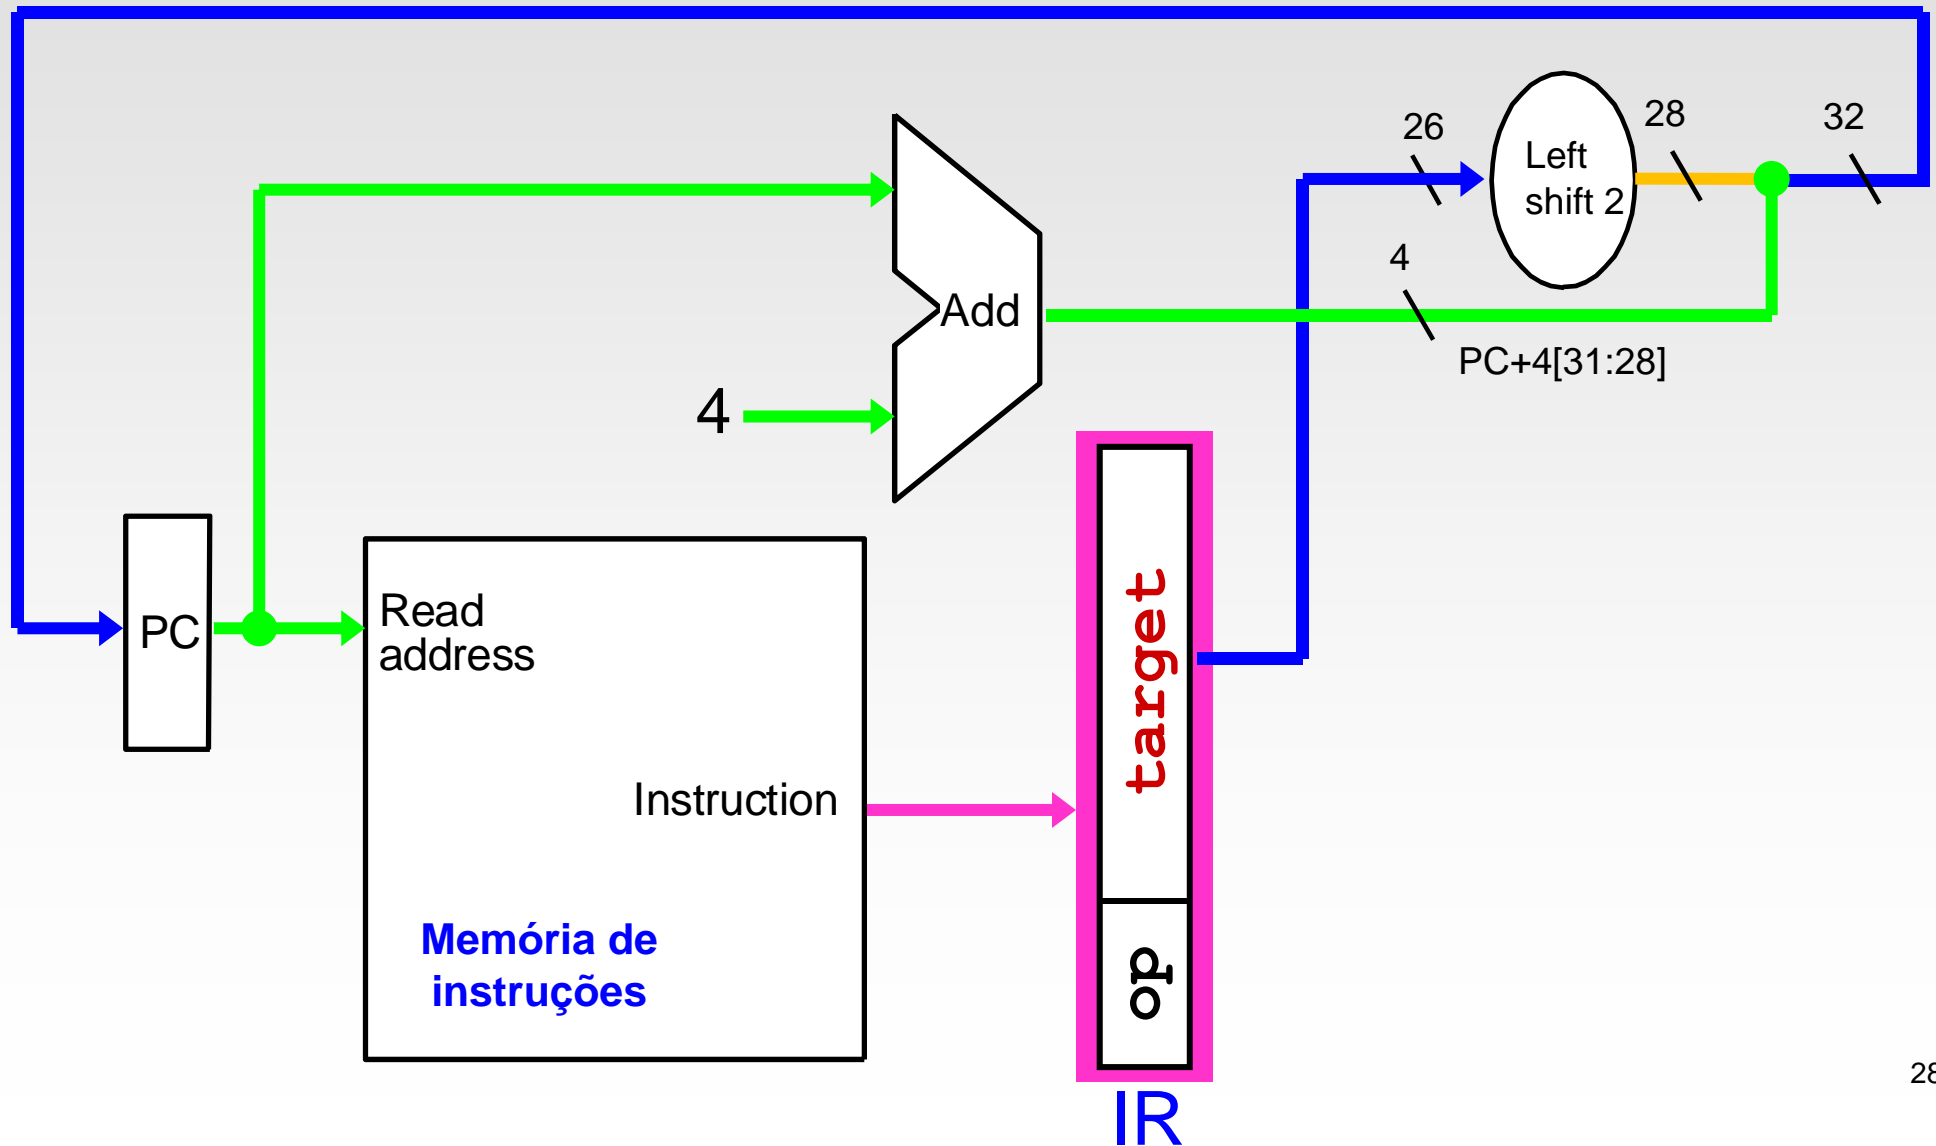 26
28
32
Left
shift 2
4
Add
PC+4[31:28]
4
PC
Read
address
Instruction
Memória de
instruções
target
op
IR
28